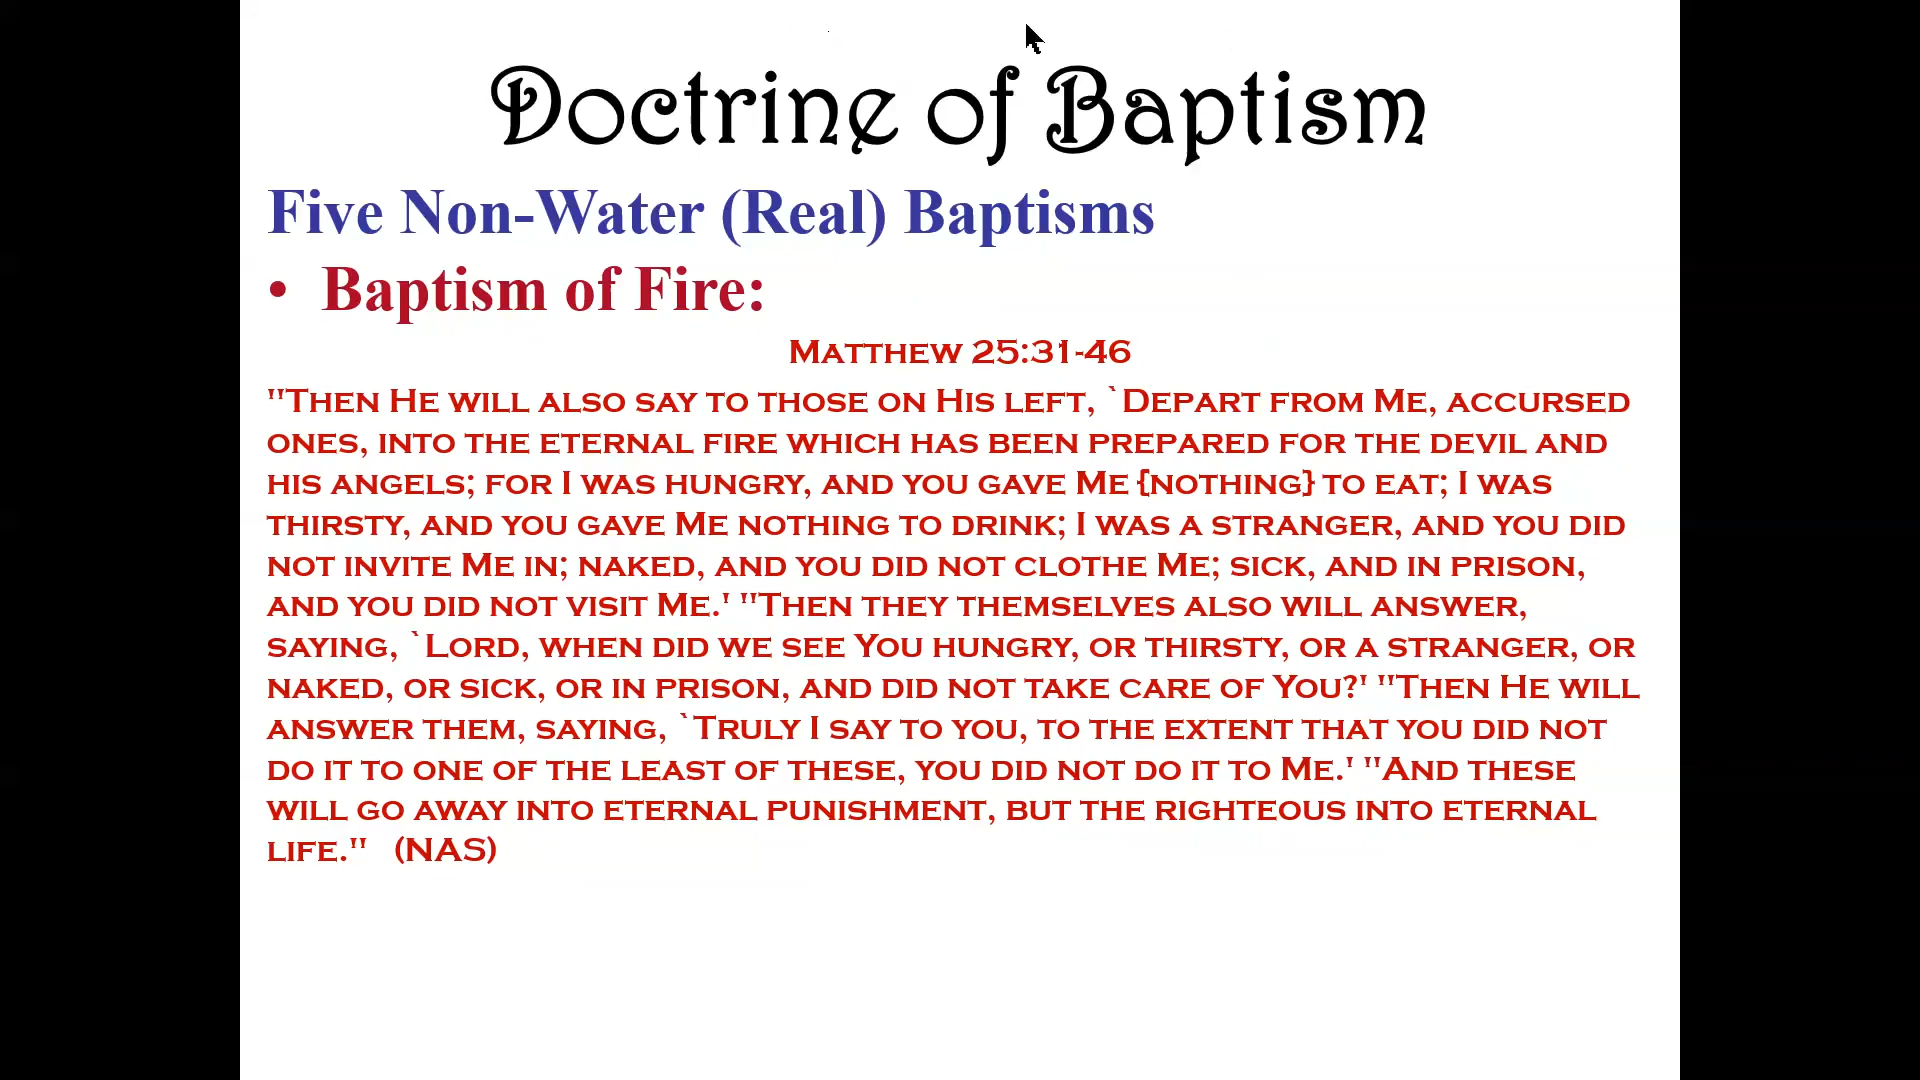 Doctrine of Baptism
Five Non-Water (Real) Baptisms
• Baptism of Fire:
Matthew 25:31-46
"Then He will also say to those on His left, `Depart from Me, accursed
ones, into the eternal fire which has been prepared for the devil and
his angels; for I was hungry, and you gave Me {nothing} to eat; I was
thirsty, and you gave Me nothing to drink; I was a stranger, and you did
not invite Me in; naked, and you did not clothe Me; sick, and in prison,
and you did not visit Me.' "Then they themselves also will answer,
saying, `Lord, when did we see You hungry, or thirsty, or a stranger, or
naked, or sick, or in prison, and did not take care of You?' "Then He will
answer them, saying, `Truly I say to you, to the extent that you did not
do it to one of the least of these, you did not do it to Me.' "And these
will go away into eternal punishment, but the righteous into eternal
life." (NAS)